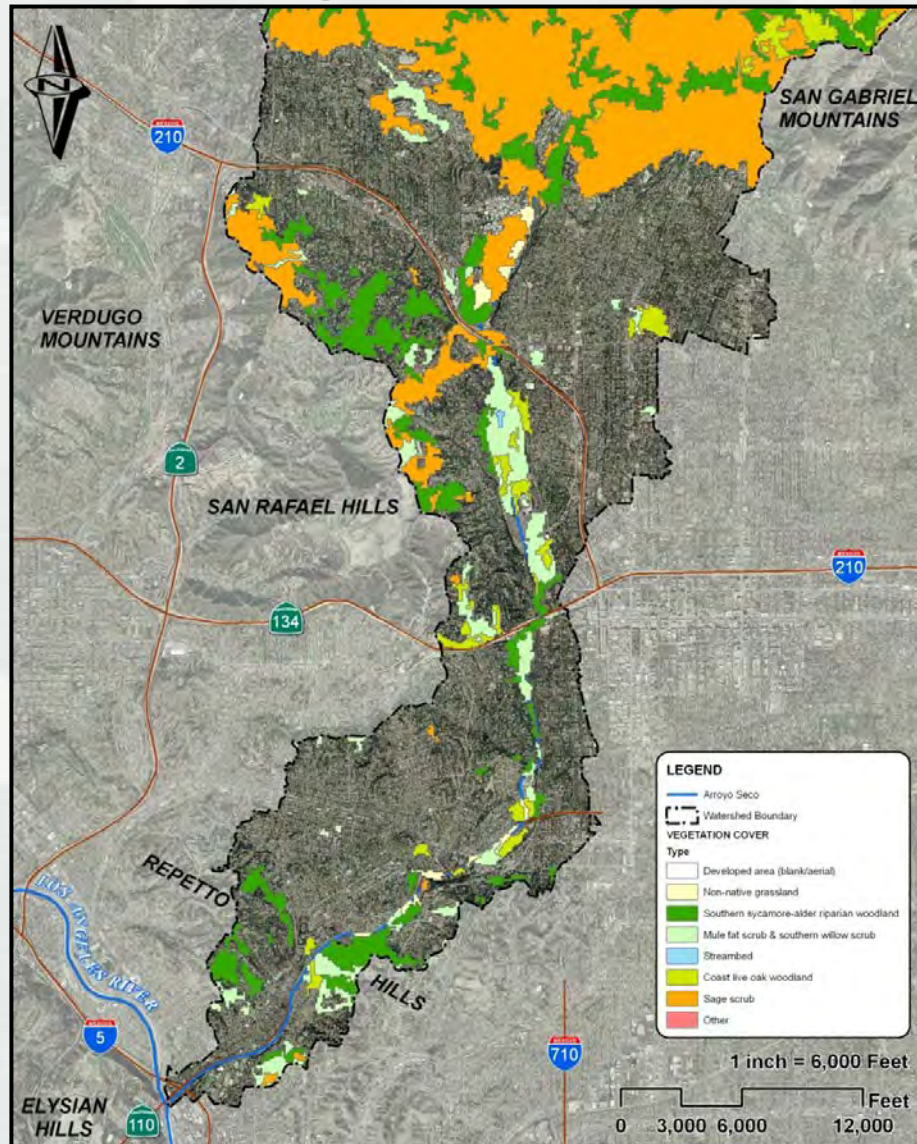 N
210
SAN GABRIEL
MOUNTAINS
VERDUGO
MOUNTAINS
2
SAN RAFAEL HILLS
210
134
REPETTO
HILLS
LOS ANGELES RIVER
5
710
ELYSIAN
HILLS
110
LEGEND
Arroyo Seco
Watershed Boundary
VEGETATION COVER
Type
Developed area (blank/aerial)
Non-native grassland
Southern sycamore-alder riparian woodland
Mule fat scrub & southern willow scrub
Streambed
Coast live oak woodland
Sage scrub
Other
1 inch = 6,000 Feet
Feet
0 3,000 6,000 12,000